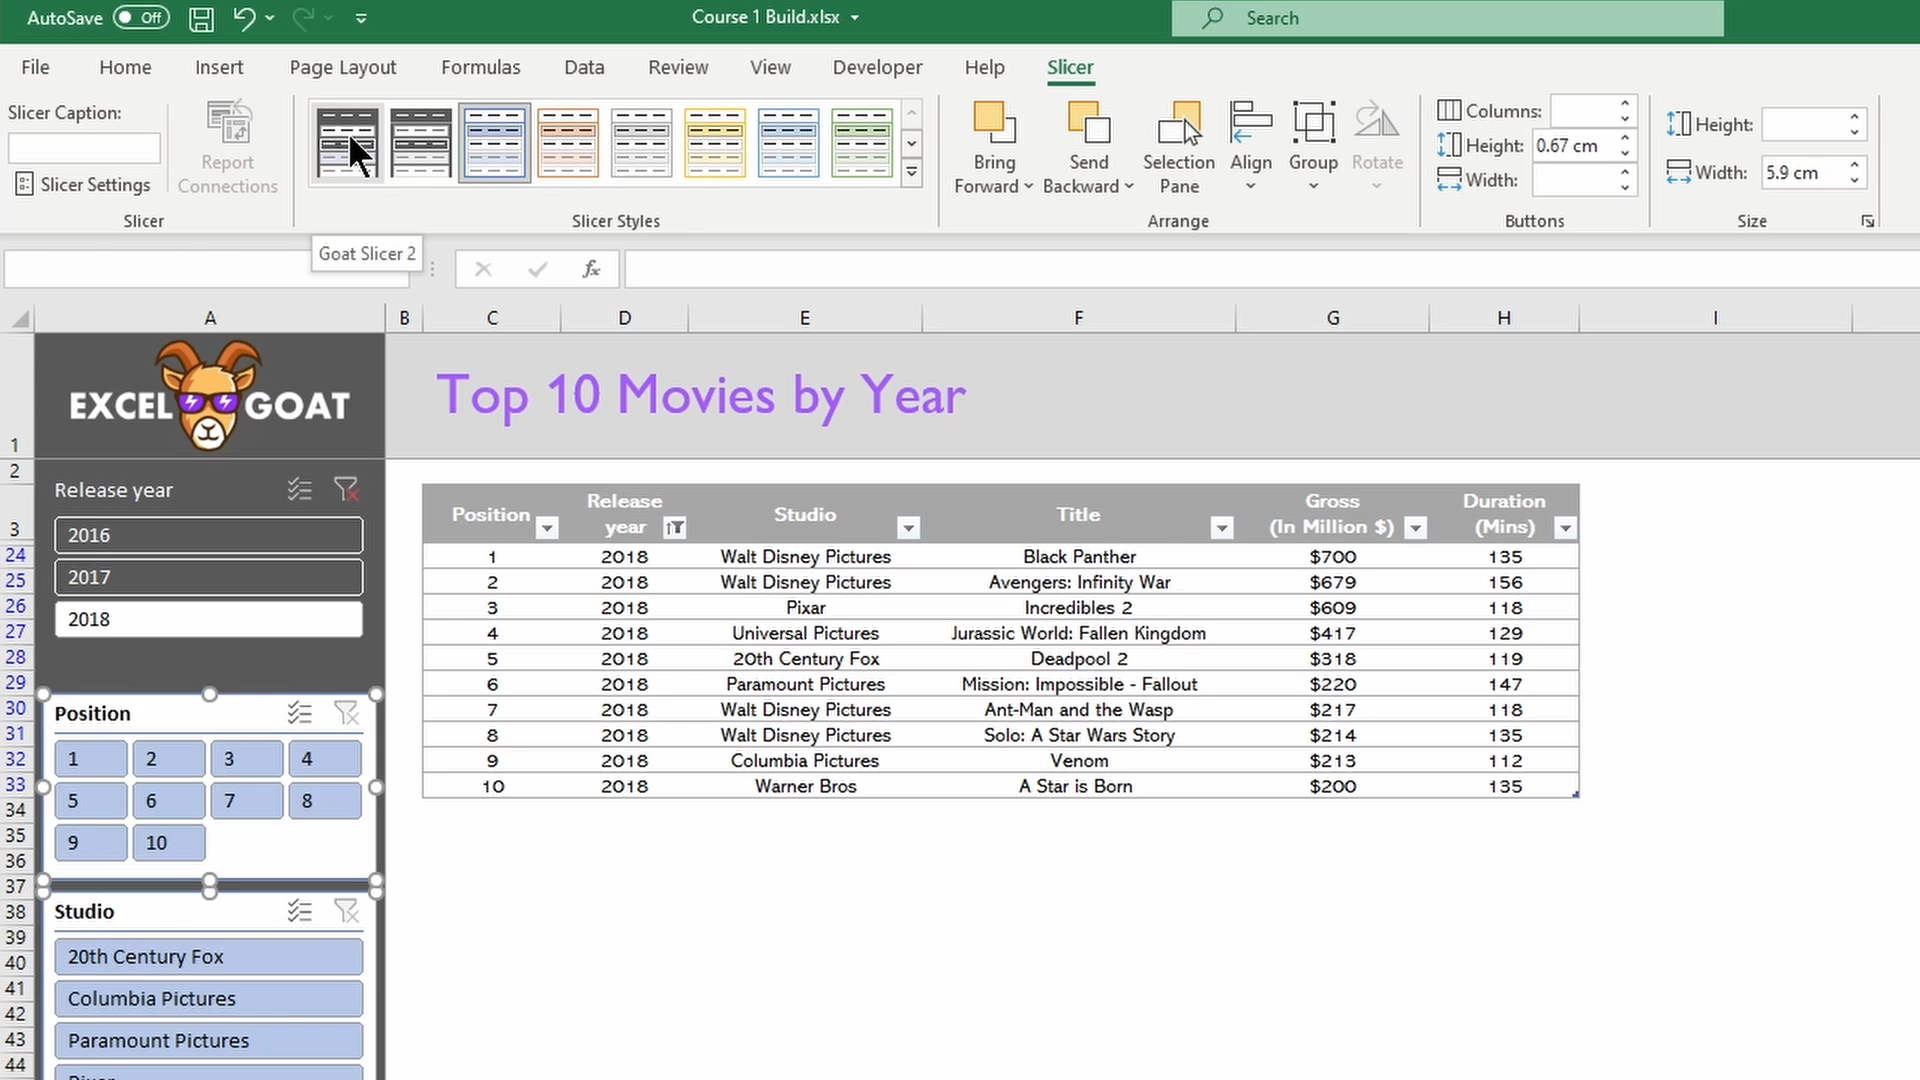 AutoSave Off Course 1 Build.xlsx Search
File Home Insert Page Layout Formulas Data Review View Developer Help Slicer
Slicer Caption:
Slicer Settings
Report
Connections
Slicer
Slicer Styles
Bring
Forward
Send
Backward
Selection
Pane
Align
Group
Rotate
Arrange
Columns:
Height: 0.67 cm
Width:
Buttons
Height:
Width: 5.9 cm
Size
Goat Slicer 2
fx
A B C D E F G H I
EXCEL GOAT
Top 10 Movies by Year
1
2
3
24
25
26
27
28
29
30
31
32
33
34
35
36
37
38
39
40
41
42
43
44
Release year
2016
2017
2018
Position
1 2 3 4
5 6 7 8
9 10
Studio
20th Century Fox
Columbia Pictures
Paramount Pictures
Position Release year Studio Title Gross (In Million $) Duration (Mins)
1 2018 Walt Disney Pictures Black Panther $700 135
2 2018 Walt Disney Pictures Avengers: Infinity War $679 156
3 2018 Pixar Incredibles 2 $609 118
4 2018 Universal Pictures Jurassic World: Fallen Kingdom $417 129
5 2018 20th Century Fox Deadpool 2 $318 119
6 2018 Paramount Pictures Mission: Impossible - Fallout $220 147
7 2018 Walt Disney Pictures Ant-Man and the Wasp $217 118
8 2018 Walt Disney Pictures Solo: A Star Wars Story $214 135
9 2018 Columbia Pictures Venom $213 112
10 2018 Warner Bros A Star is Born $200 135